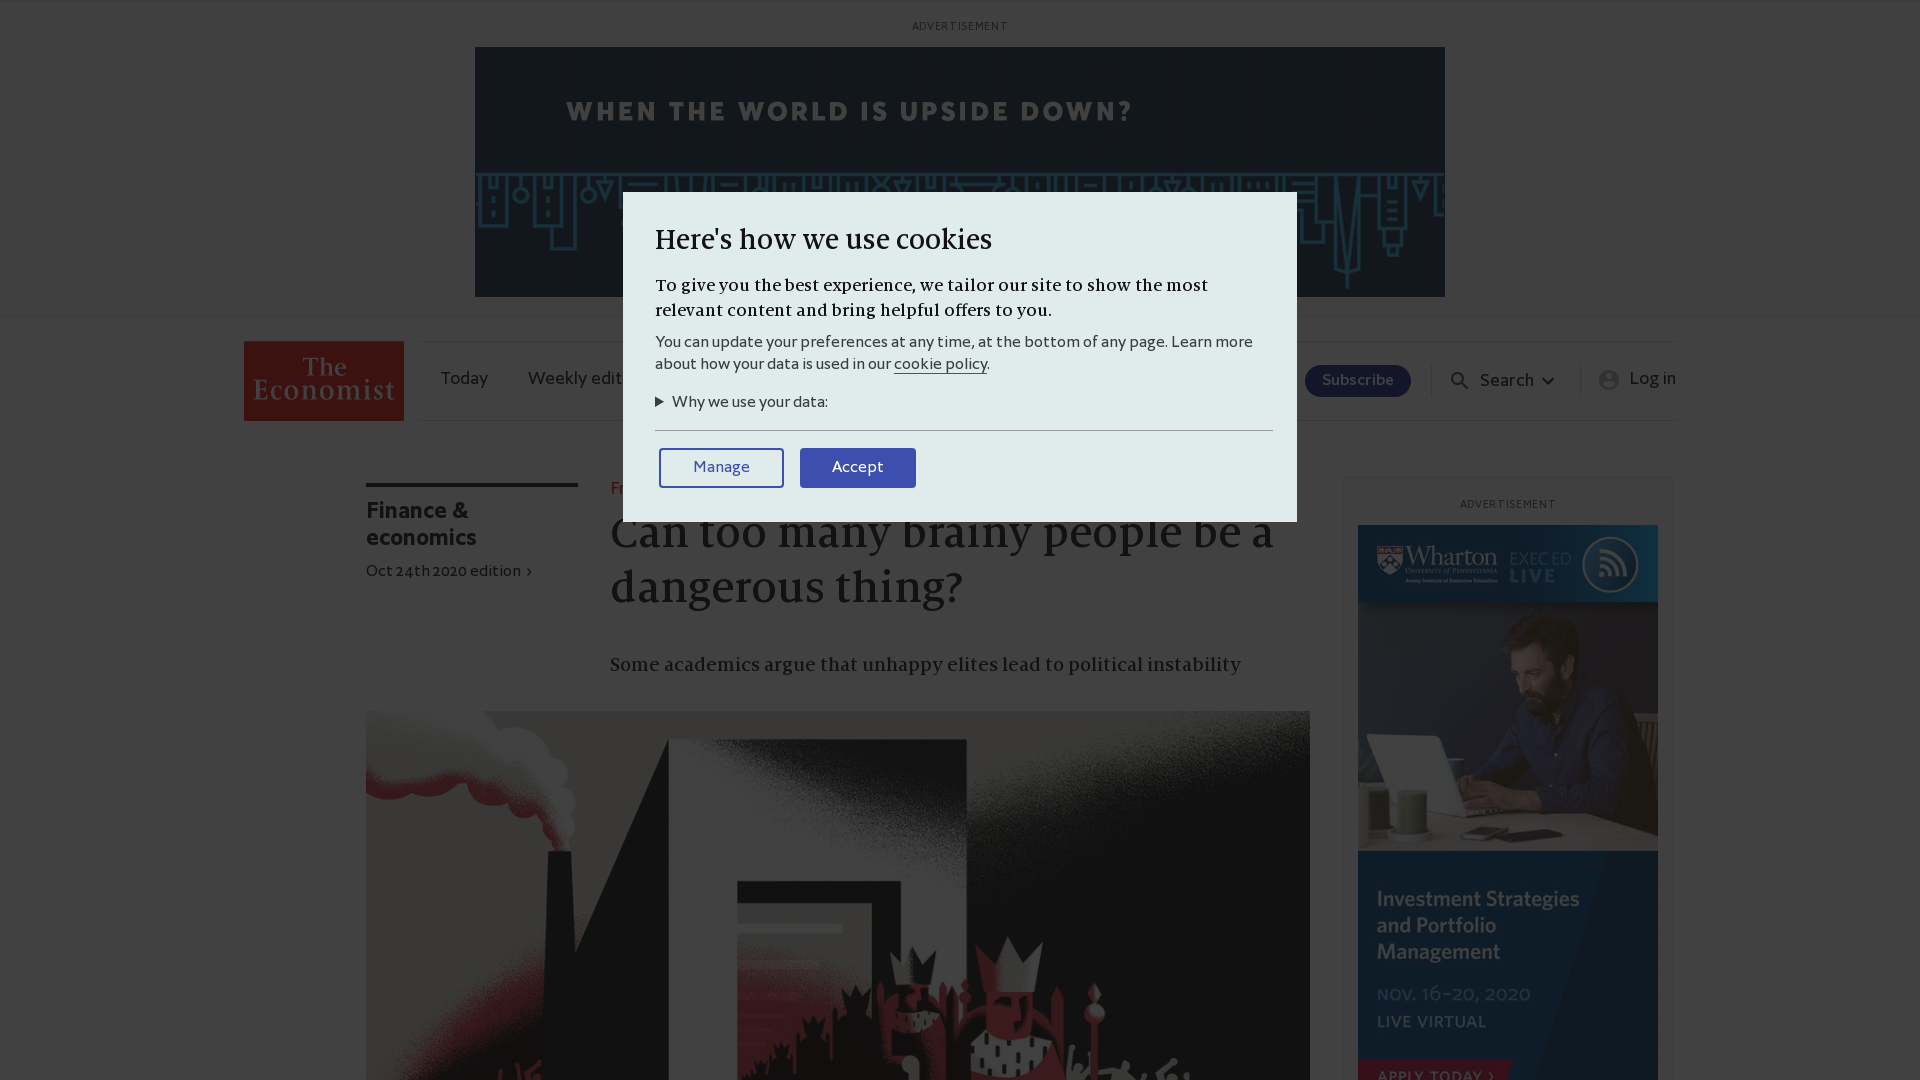 ADVERTISEMENT
WHEN THE WORLD IS UPSIDE DOWN?
Here's how we use cookies
To give you the best experience, we tailor our site to show the most
relevant content and bring helpful offers to you.
You can update your preferences at any time, at the bottom of any page. Learn more
about how your data is used in our cookie policy.
Why we use your data:
Manage
Accept
The
Economist
Today
Weekly edit
Subscribe
Search
Log in
Finance &
economics
Oct 24th 2020 edition ›
Can too many brainy people be a
dangerous thing?
Some academics argue that unhappy elites lead to political instability
ADVERTISEMENT
Wharton
UNIVERSITY OF PENNSYLVANIA
Aresty Institute of Executive Education
EXEC ED
LIVE
Investment Strategies
and Portfolio
Management
NOV. 16–20, 2020
LIVE VIRTUAL
APPLY TODAY ›